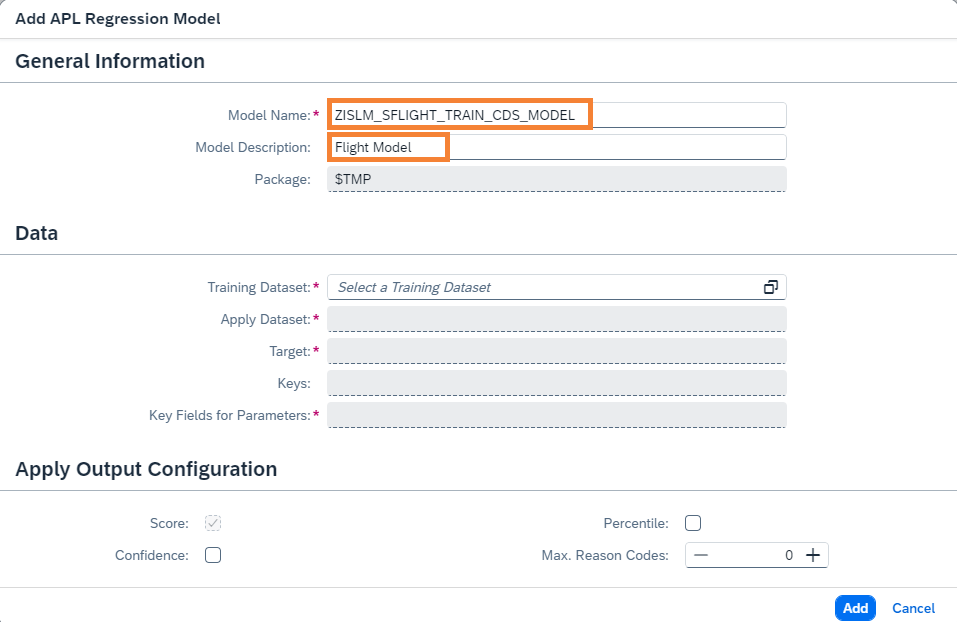 Add APL Regression Model
General Information
Model Name:* ZISLM_SFLIGHT_TRAIN_CDS_MODEL
Model Description: Flight Model
Package: $TMP
Data
Training Dataset:* Select a Training Dataset
Apply Dataset:*
Target:*
Keys:
Key Fields for Parameters:*
Apply Output Configuration
Score: Percentile:
Confidence: Max. Reason Codes: 0
Add Cancel